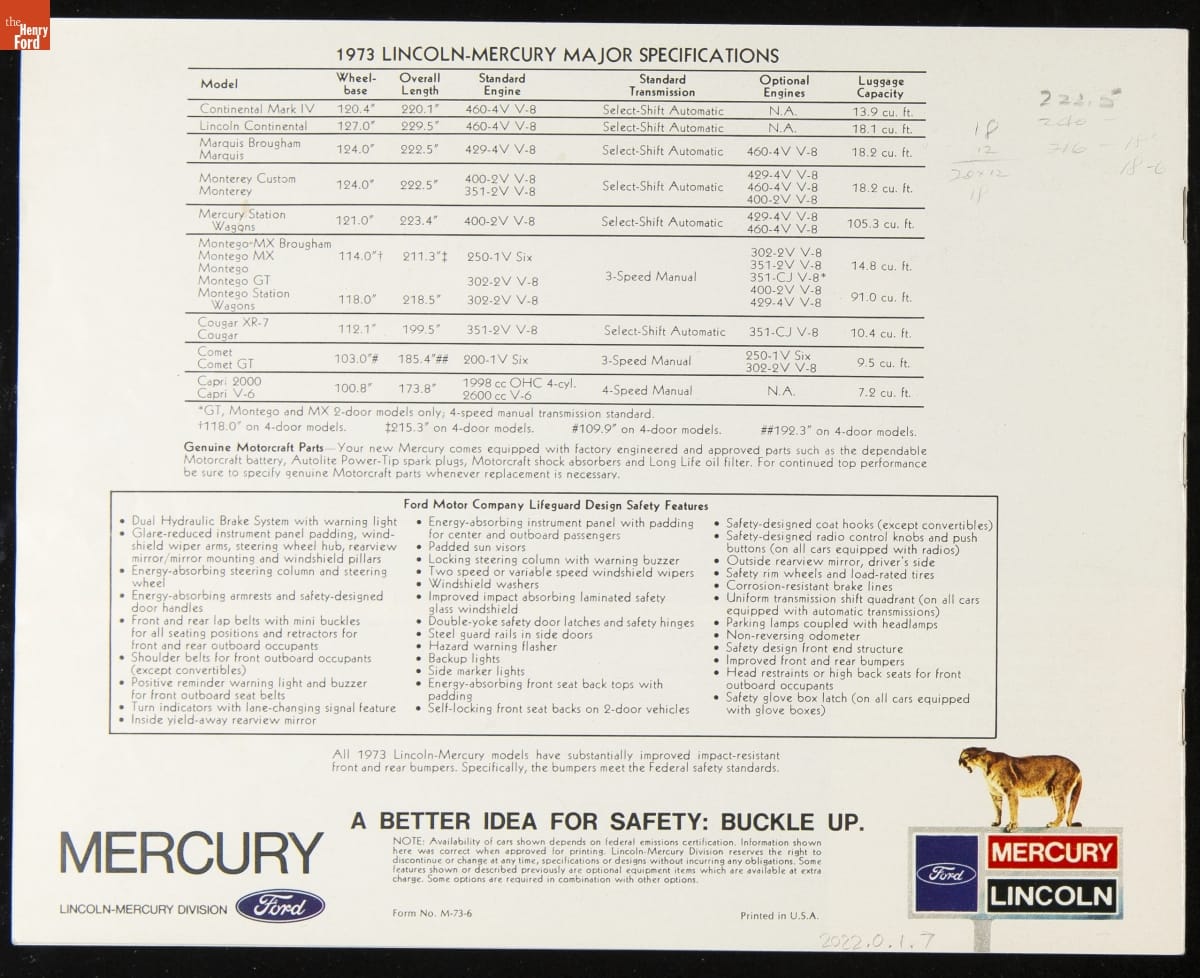 the
Henry
Ford
1973 LINCOLN-MERCURY MAJOR SPECIFICATIONS
Model Wheel-base Overall Length Standard Engine Standard Transmission Optional Engines Luggage Capacity
Continental Mark IV 120.4" 220.1" 460-4V V-8 Select-Shift Automatic N.A. 13.9 cu. ft.
Lincoln Continental 127.0" 229.5" 460-4V V-8 Select-Shift Automatic N.A. 18.1 cu. ft.
Marquis Brougham
Marquis 124.0" 222.5" 429-4V V-8 Select-Shift Automatic 460-4V V-8 18.2 cu. ft.
Monterey Custom
Monterey 124.0" 222.5" 400-2V V-8
351-2V V-8 Select-Shift Automatic 429-4V V-8
460-4V V-8
400-2V V-8 18.2 cu. ft.
Mercury Station
Wagons 121.0" 223.4" 400-2V V-8 Select-Shift Automatic 429-4V V-8
460-4V V-8 105.3 cu. ft.
Montego MX Brougham
Montego MX 114.0"† 211.3"‡ 250-1V Six
Montego
Montego GT 302-2V V-8
Montego Station
Wagons 118.0" 218.5" 302-2V V-8
3-Speed Manual
302-2V V-8
351-2V V-8
351-CJ V-8*
400-2V V-8
429-4V V-8
14.8 cu. ft.
91.0 cu. ft.
Cougar XR-7
Cougar 112.1" 199.5" 351-2V V-8 Select-Shift Automatic 351-CJ V-8 10.4 cu. ft.
Comet
Comet GT 103.0"# 185.4"## 200-1V Six 3-Speed Manual 250-1V Six
302-2V V-8 9.5 cu. ft.
Capri 2000
Capri V-6 100.8" 173.8" 1998 cc OHC 4-cyl.
2600 cc V-6 4-Speed Manual N.A. 7.2 cu. ft.
*GT, Montego and MX 2-door models only; 4-speed manual transmission standard.
†118.0" on 4-door models. ‡215.3" on 4-door models. #109.9" on 4-door models. ##192.3" on 4-door models.
Genuine Motorcraft Parts—Your new Mercury comes equipped with factory engineered and approved parts such as the dependable
Motorcraft battery, Autolite Power-Tip spark plugs, Motorcraft shock absorbers and Long Life oil filter. For continued top performance
be sure to specify genuine Motorcraft parts whenever replacement is necessary.
Ford Motor Company Lifeguard Design Safety Features
• Dual Hydraulic Brake System with warning light
• Glare-reduced instrument panel padding, wind-
shield wiper arms, steering wheel hub, rearview
mirror/mirror mounting and windshield pillars
• Energy-absorbing steering column and steering
wheel
• Energy-absorbing armrests and safety-designed
door handles
• Front and rear lap belts with mini buckles
for all seating positions and retractors for
front and rear outboard occupants
• Shoulder belts for front outboard occupants
(except convertibles)
• Positive reminder warning light and buzzer
for front outboard seat belts
• Turn indicators with lane-changing signal feature
• Inside yield-away rearview mirror
• Energy-absorbing instrument panel with padding
for center and outboard passengers
• Padded sun visors
• Locking steering column with warning buzzer
• Two speed or variable speed windshield wipers
• Windshield washers
• Improved impact absorbing laminated safety
glass windshield
• Double-yoke safety door latches and safety hinges
• Steel guard rails in side doors
• Hazard warning flasher
• Backup lights
• Side marker lights
• Energy-absorbing front seat back tops with
padding
• Self-locking front seat backs on 2-door vehicles
• Safety-designed coat hooks (except convertibles)
• Safety-designed radio control knobs and push
buttons (on all cars equipped with radios)
• Outside rearview mirror, driver's side
• Safety rim wheels and load-rated tires
• Corrosion-resistant brake lines
• Uniform transmission shift quadrant (on all cars
equipped with automatic transmissions)
• Parking lamps coupled with headlamps
• Non-reversing odometer
• Safety design front end structure
• Improved front and rear bumpers
• Head restraints or high back seats for front
outboard occupants
• Safety glove box latch (on all cars equipped
with glove boxes)
All 1973 Lincoln-Mercury models have substantially improved impact-resistant
front and rear bumpers. Specifically, the bumpers meet the Federal safety standards.
A BETTER IDEA FOR SAFETY: BUCKLE UP.
NOTE: Availability of cars shown depends on federal emissions certification. Information shown
here was correct when approved for printing. Lincoln-Mercury Division reserves the right to
discontinue or change at any time, specifications or designs without incurring any obligations. Some
features shown or described previously are optional equipment items which are available at extra
charge. Some options are required in combination with other options.
Form No. M-73-6 Printed in U.S.A.
MERCURY
LINCOLN-MERCURY DIVISION Ford
Ford
MERCURY
LINCOLN
222.5
18
12
2022.0.1.7